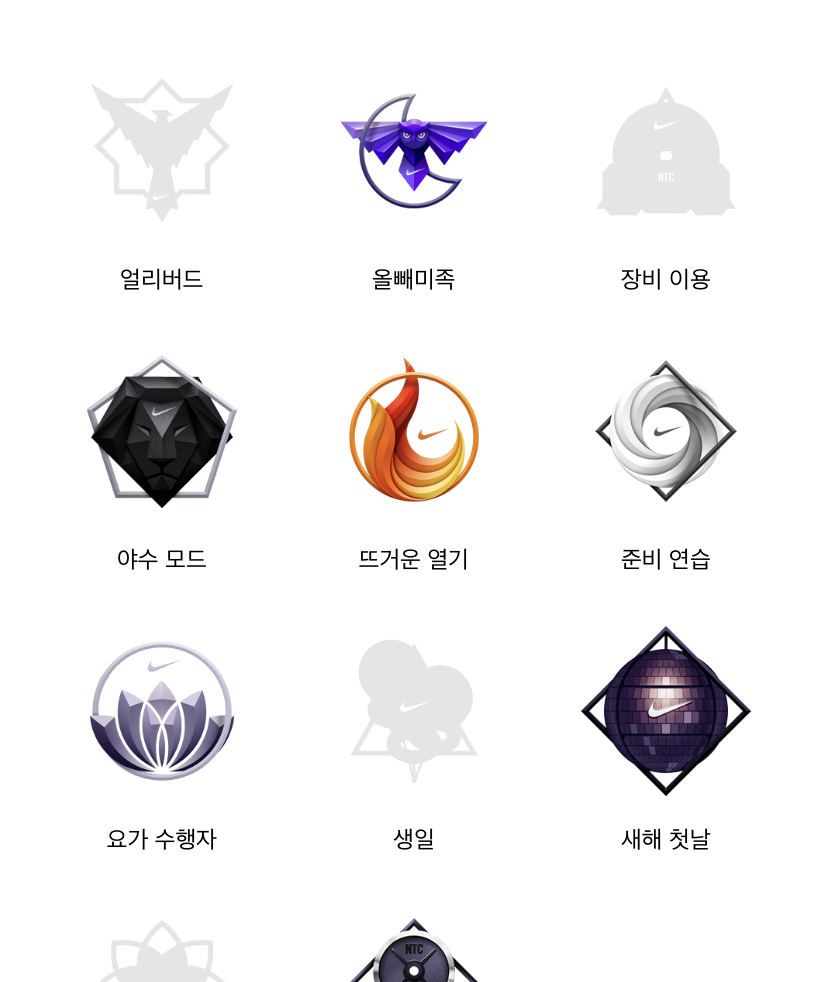 NTC
얼리버드
올빼미족
장비 이용
야수 모드
뜨거운 열기
준비 연습
요가 수행자
생일
새해 첫날
NTC